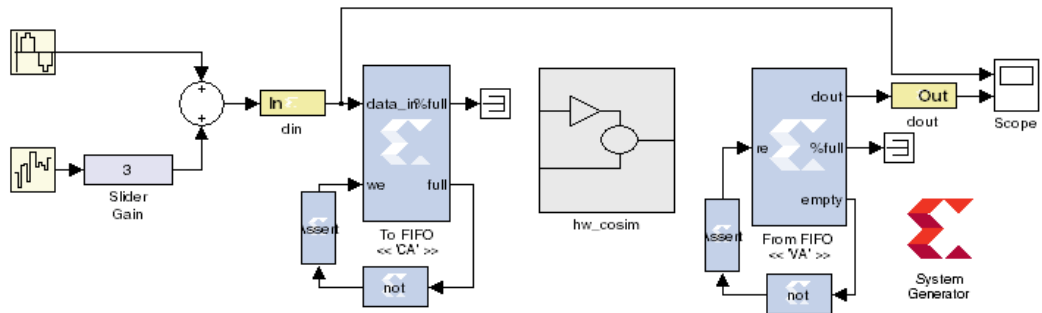 In
din
3
Slider
Gain
data_in
%full
we
full
Assert
not
To FIFO
<< 'CA' >>
hw_cosim
re
dout
%full
empty
Assert
not
From FIFO
<< 'VA' >>
Out
dout
Scope
System
Generator